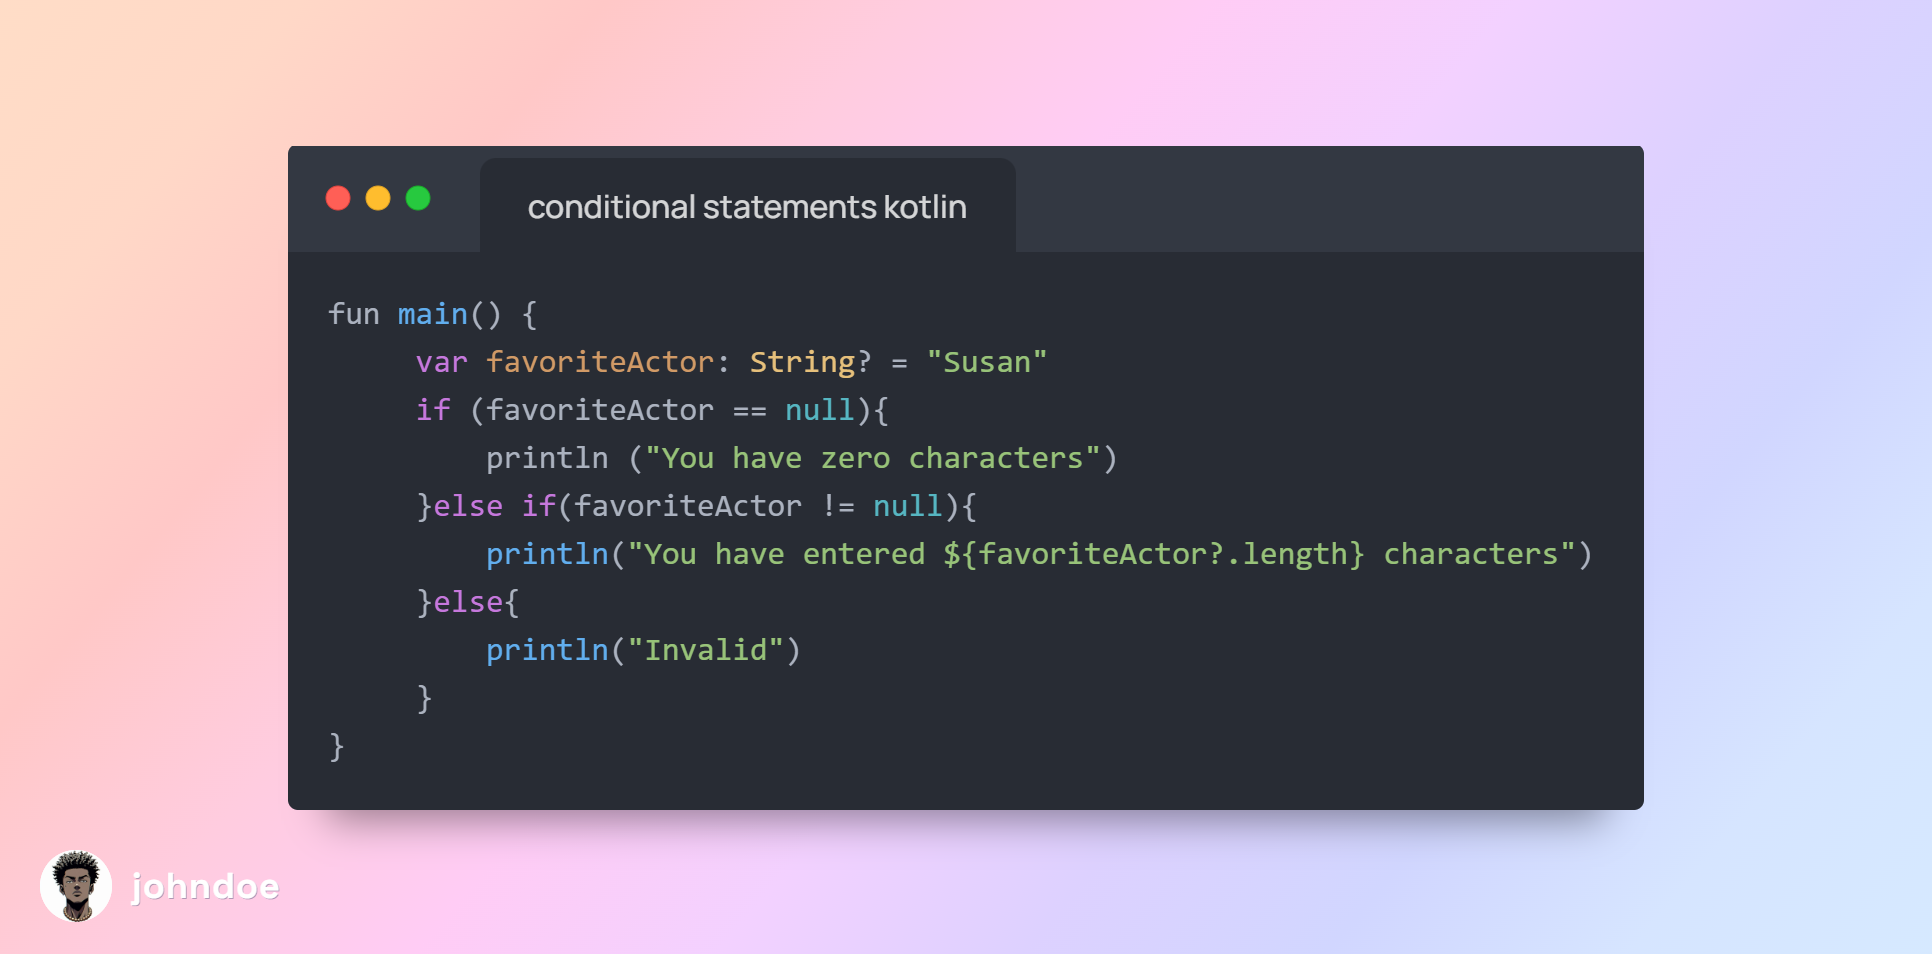 conditional statements kotlin
fun main() {
     var favoriteActor: String? = "Susan"
     if (favoriteActor == null){
         println ("You have zero characters")
     }else if(favoriteActor != null){
         println("You have entered ${favoriteActor?.length} characters")
     }else{
         println("Invalid")
     }
}
johndoe